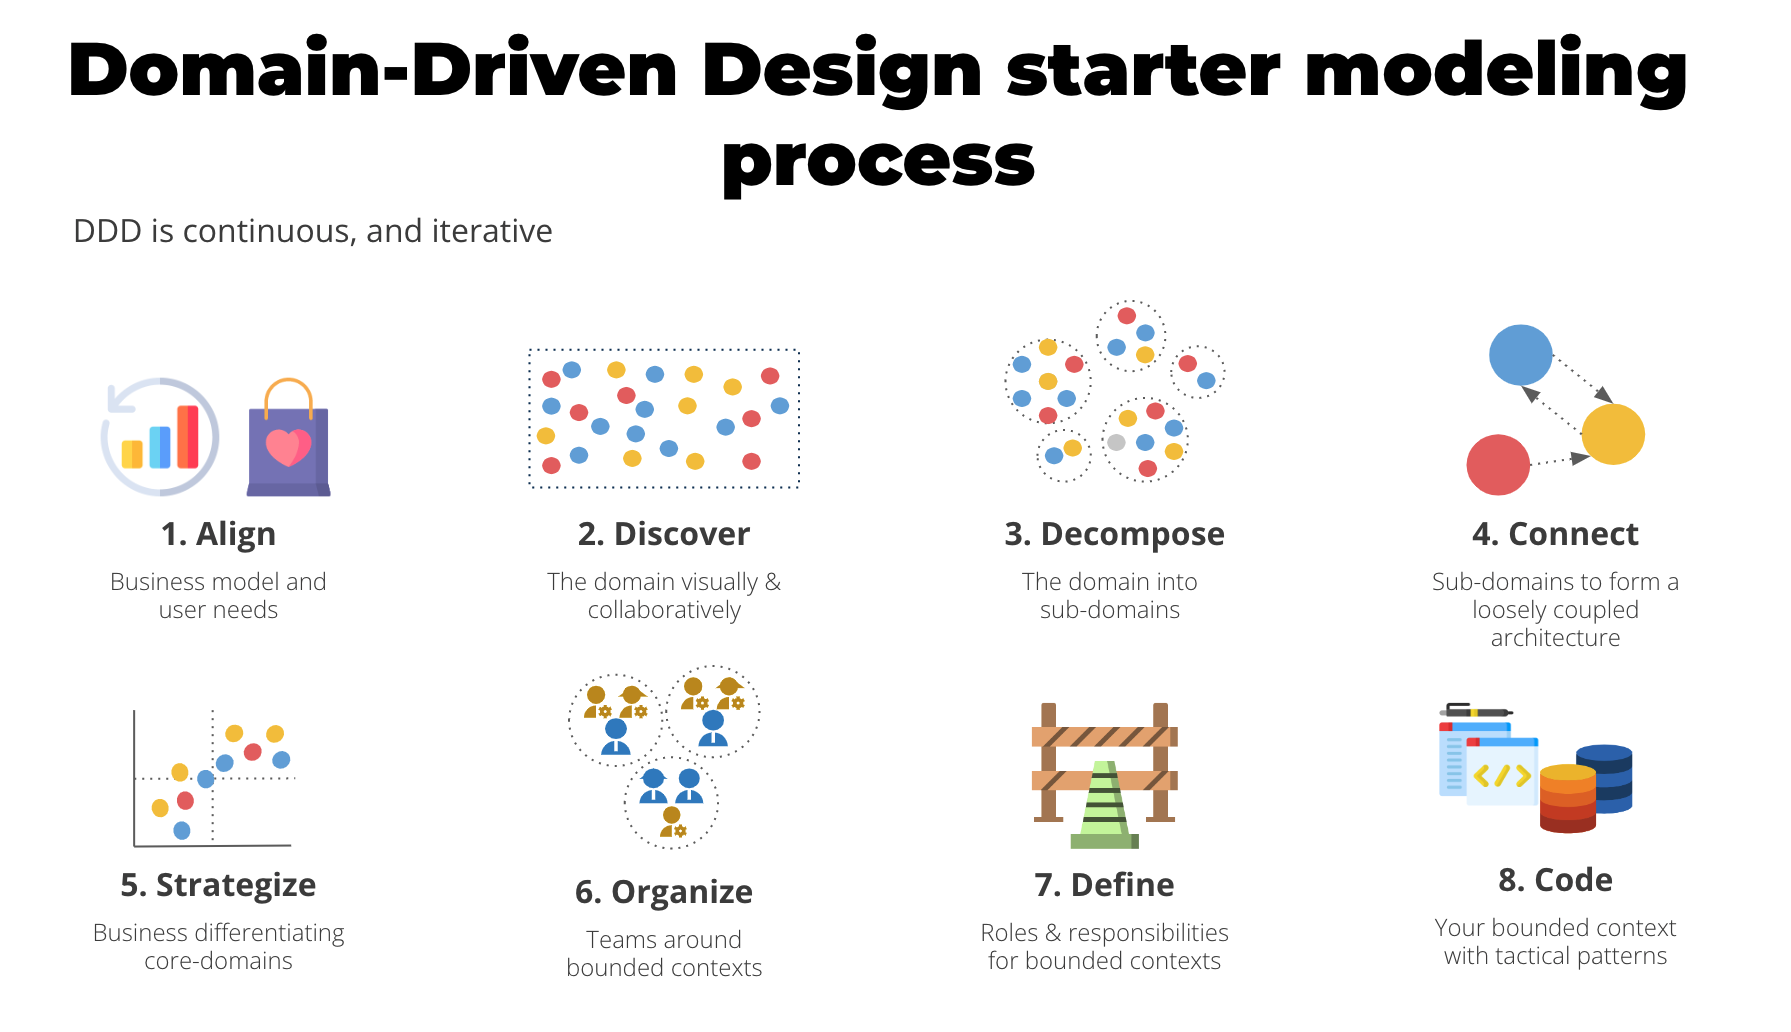 Domain-Driven Design starter modeling
process
DDD is continuous, and iterative
1. Align
Business model and
user needs
2. Discover
The domain visually &
collaboratively
3. Decompose
The domain into
sub-domains
4. Connect
Sub-domains to form a
loosely coupled
architecture
5. Strategize
Business differentiating
core-domains
6. Organize
Teams around
bounded contexts
7. Define
Roles & responsibilities
for bounded contexts
</>
8. Code
Your bounded context
with tactical patterns